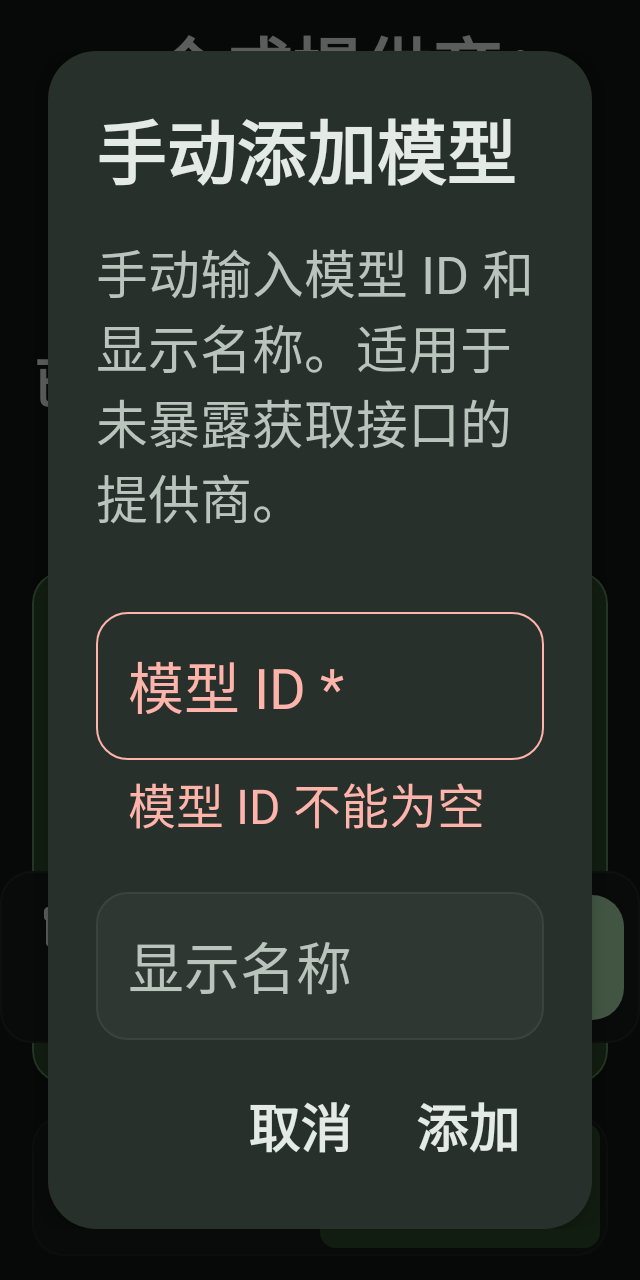 手动添加模型
手动输入模型 ID 和
显示名称。适用于
未暴露获取接口的
提供商。
模型 ID *
模型 ID 不能为空
显示名称
取消
添加